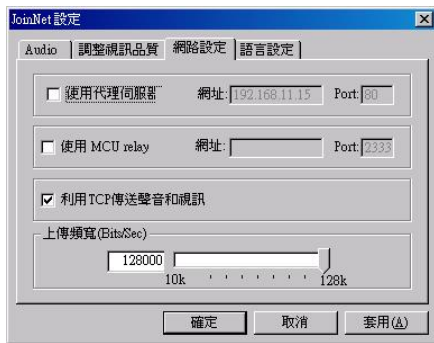 JoinNet 設定
Audio 調整視訊品質 網路設定 語言設定
使用代理伺服器 網址: 192.168.11.15 Port: 80
使用 MCU relay 網址: Port: 2333
利用TCP傳送聲音和視訊
上傳頻寬(Bits/Sec)
128000
10k 128k
確定 取消 套用(A)